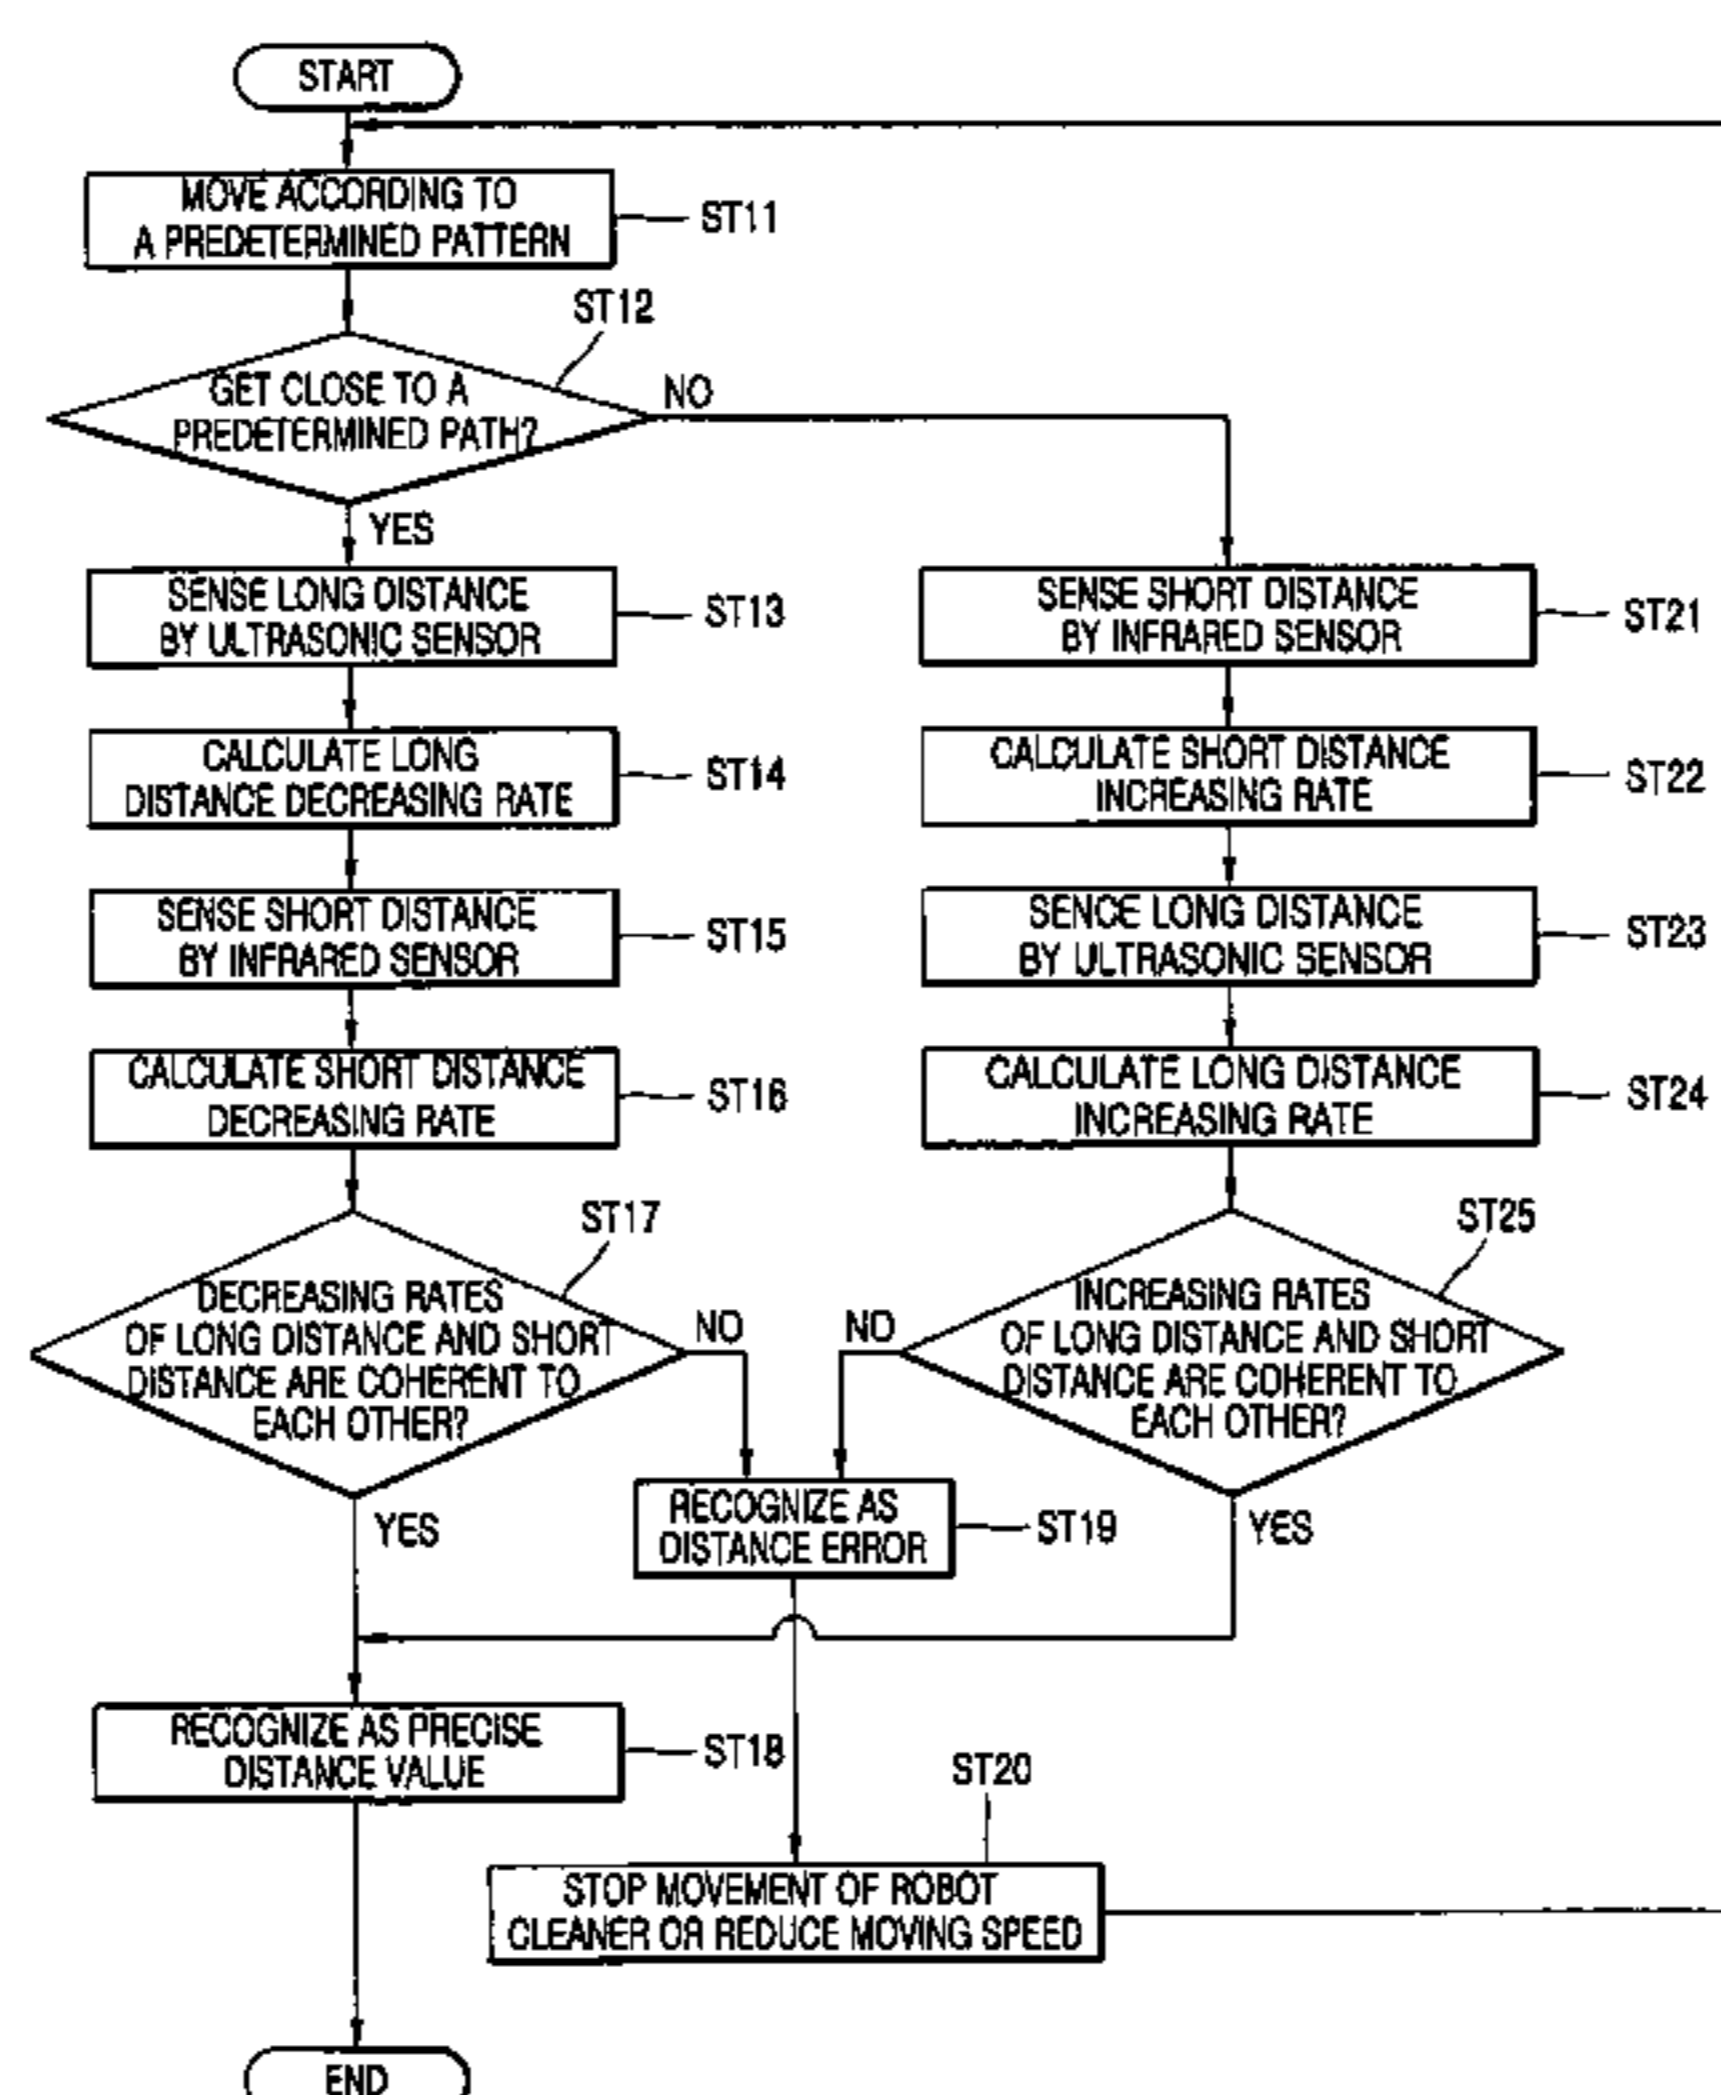 START
MOVE ACCORDING TO
A PREDETERMINED PATTERN
ST11
ST12
GET CLOSE TO A
PREDETERMINED PATH?
NO
YES
SENSE LONG DISTANCE
BY ULTRASONIC SENSOR
ST13
CALCULATE LONG
DISTANCE DECREASING RATE
ST14
SENSE SHORT DISTANCE
BY INFRARED SENSOR
ST15
CALCULATE SHORT DISTANCE
DECREASING RATE
ST16
ST17
DECREASING RATES
OF LONG DISTANCE AND SHORT
DISTANCE ARE COHERENT TO
EACH OTHER?
NO
YES
SENSE SHORT DISTANCE
BY INFRARED SENSOR
ST21
CALCULATE SHORT DISTANCE
INCREASING RATE
ST22
SENCE LONG DISTANCE
BY ULTRASONIC SENSOR
ST23
CALCULATE LONG DISTANCE
INCREASING RATE
ST24
ST25
INCREASING RATES
OF LONG DISTANCE AND SHORT
DISTANCE ARE COHERENT TO
EACH OTHER?
NO
YES
RECOGNIZE AS
DISTANCE ERROR
ST19
RECOGNIZE AS PRECISE
DISTANCE VALUE
ST18
ST20
STOP MOVEMENT OF ROBOT
CLEANER OR REDUCE MOVING SPEED
END